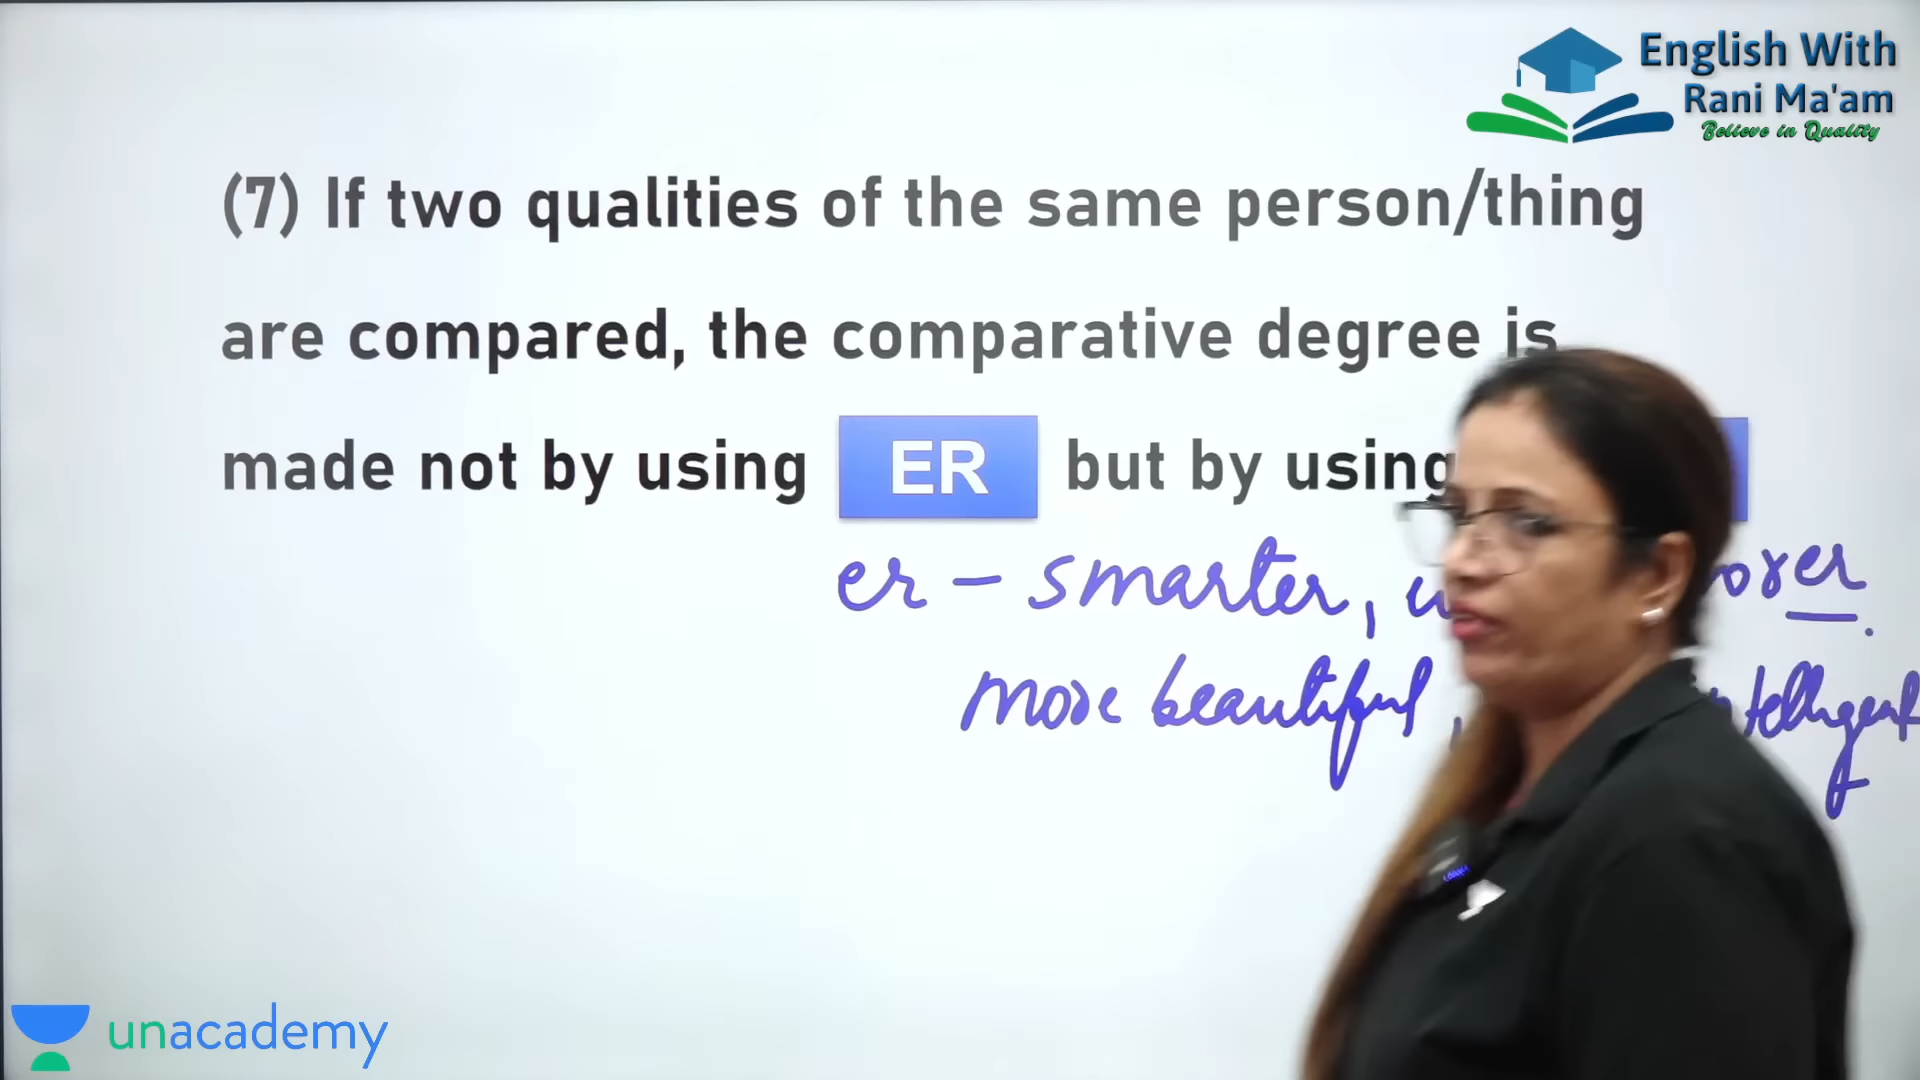 English With
Rani Ma'am
Believe in Quality
(7) If two qualities of the same person/thing
are compared, the comparative degree is
made not by using ER but by using
er – smarter,
more beautiful,
unacademy